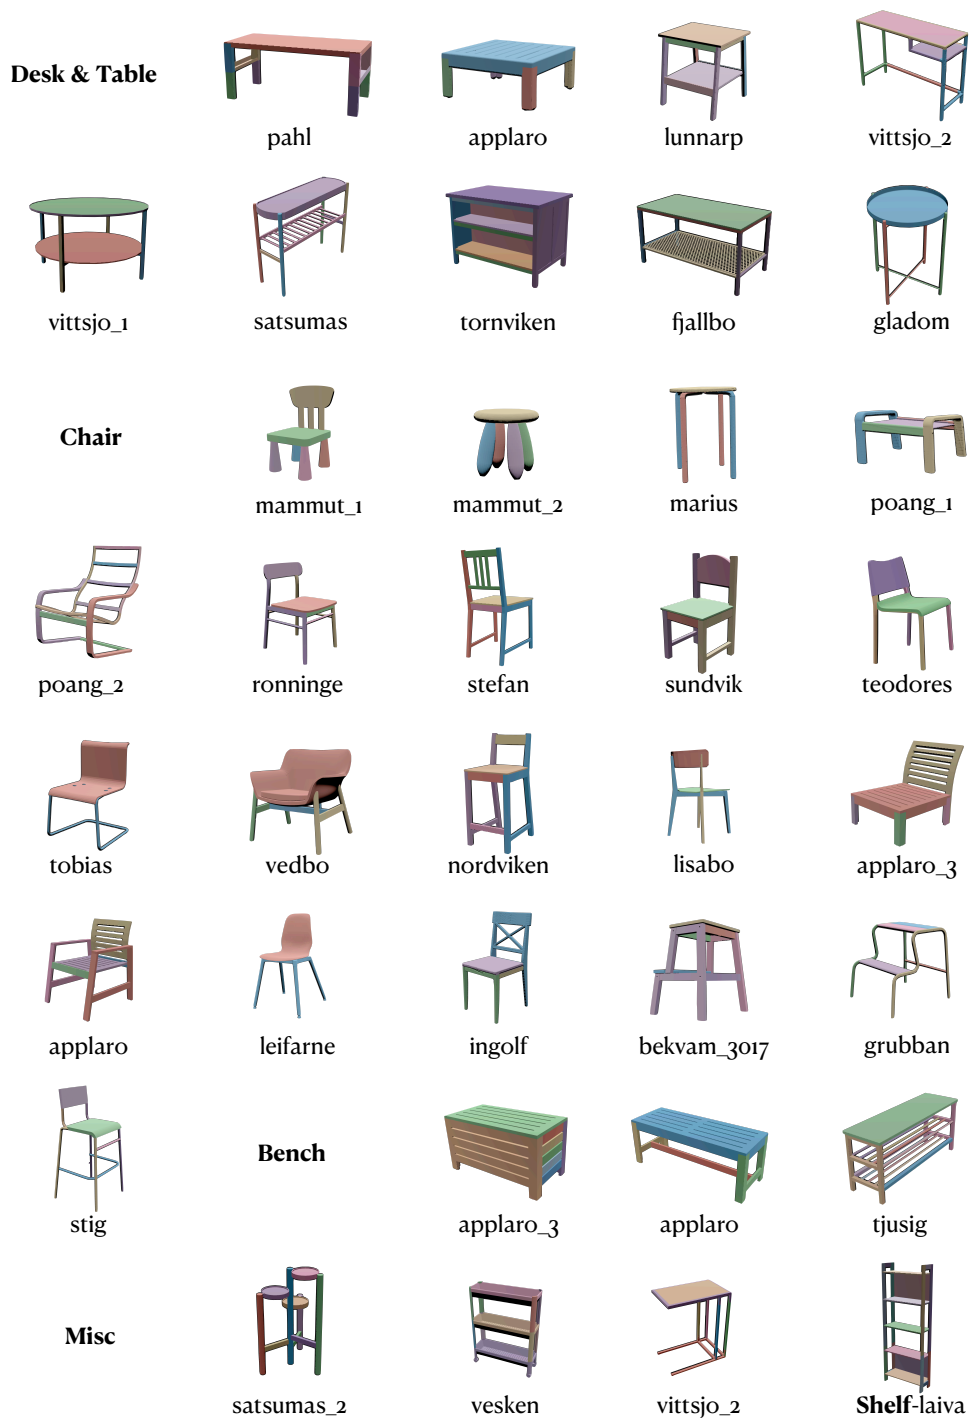 Desk & Table
pahl
applaro
lunnarp
vittsjo_2
vittsjo_1
satsumas
tornviken
fjallbo
gladom
Chair
mammut_1
mammut_2
marius
poang_1
poang_2
ronninge
stefan
sundvik
teodores
tobias
vedbo
nordviken
lisabo
applaro_3
applaro
leifarne
ingolf
bekvam_3017
grubban
stig
Bench
applaro_3
applaro
tjusig
Misc
satsumas_2
vesken
vittsjo_2
Shelf-laiva